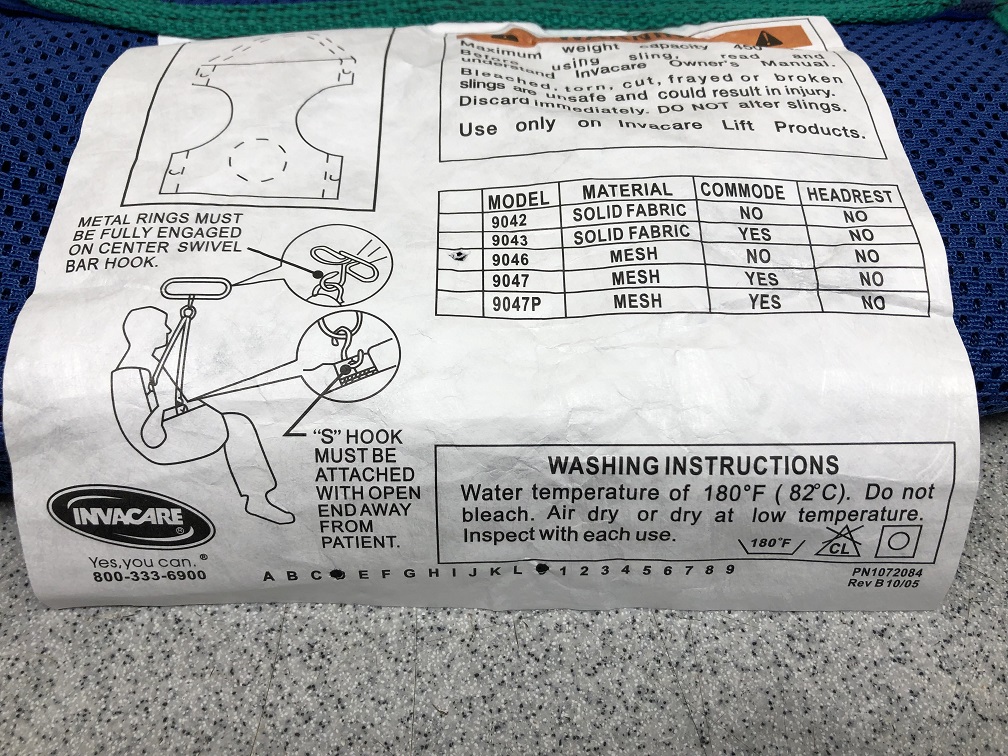 Maximum weight capacity 450
Before using sling, read and
understand Invacare Owner's Manual.
Bleached, torn, cut, frayed or broken
slings are unsafe and could result in injury.
Discard immediately. DO NOT alter slings.
Use only on Invacare Lift Products.
MODEL MATERIAL COMMODE HEADREST
9042 SOLID FABRIC NO NO
9043 SOLID FABRIC YES NO
9046 MESH NO NO
9047 MESH YES NO
9047P MESH YES NO
METAL RINGS MUST
BE FULLY ENGAGED
ON CENTER SWIVEL
BAR HOOK.
"S" HOOK
MUST BE
ATTACHED
WITH OPEN
END AWAY
FROM
PATIENT.
WASHING INSTRUCTIONS
Water temperature of 180°F (82°C). Do not
bleach. Air dry or dry at low temperature.
Inspect with each use.
180°F CL
INVACARE ®
Yes, you can.®
800-333-6900
A B C E F G H I J K L 1 2 3 4 5 6 7 8 9
PN1072084
Rev B 10/05